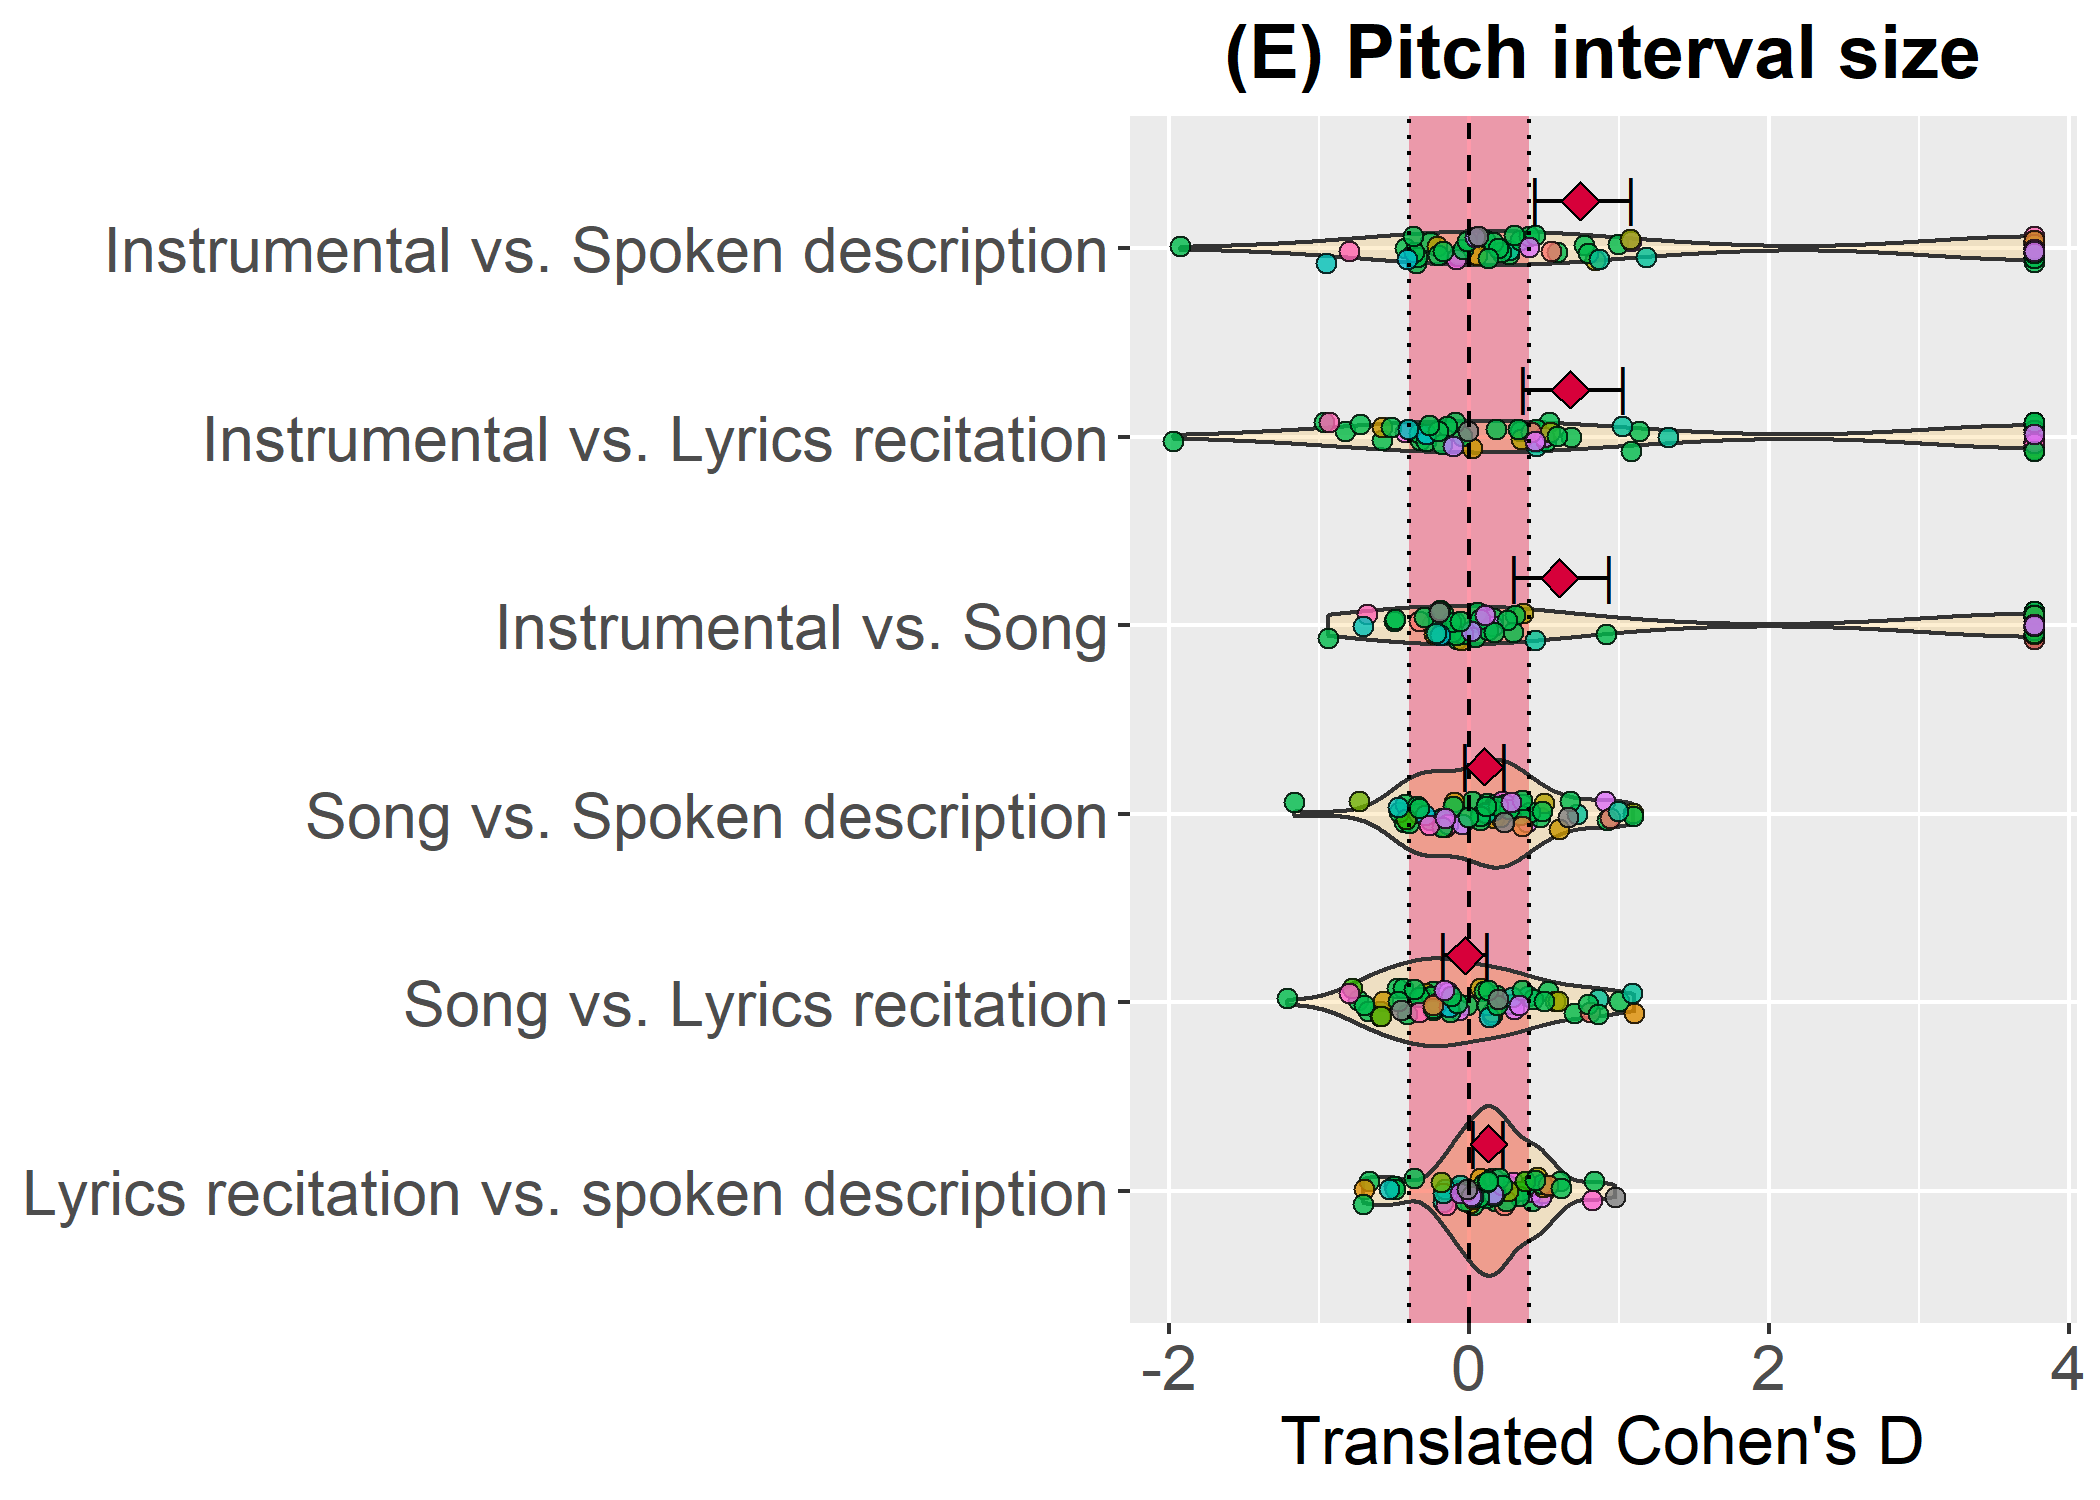 (E) Pitch interval size
Instrumental vs. Spoken description
Instrumental vs. Lyrics recitation
Instrumental vs. Song
Song vs. Spoken description
Song vs. Lyrics recitation
Lyrics recitation vs. spoken description
-2 0 2 4
Translated Cohen's D